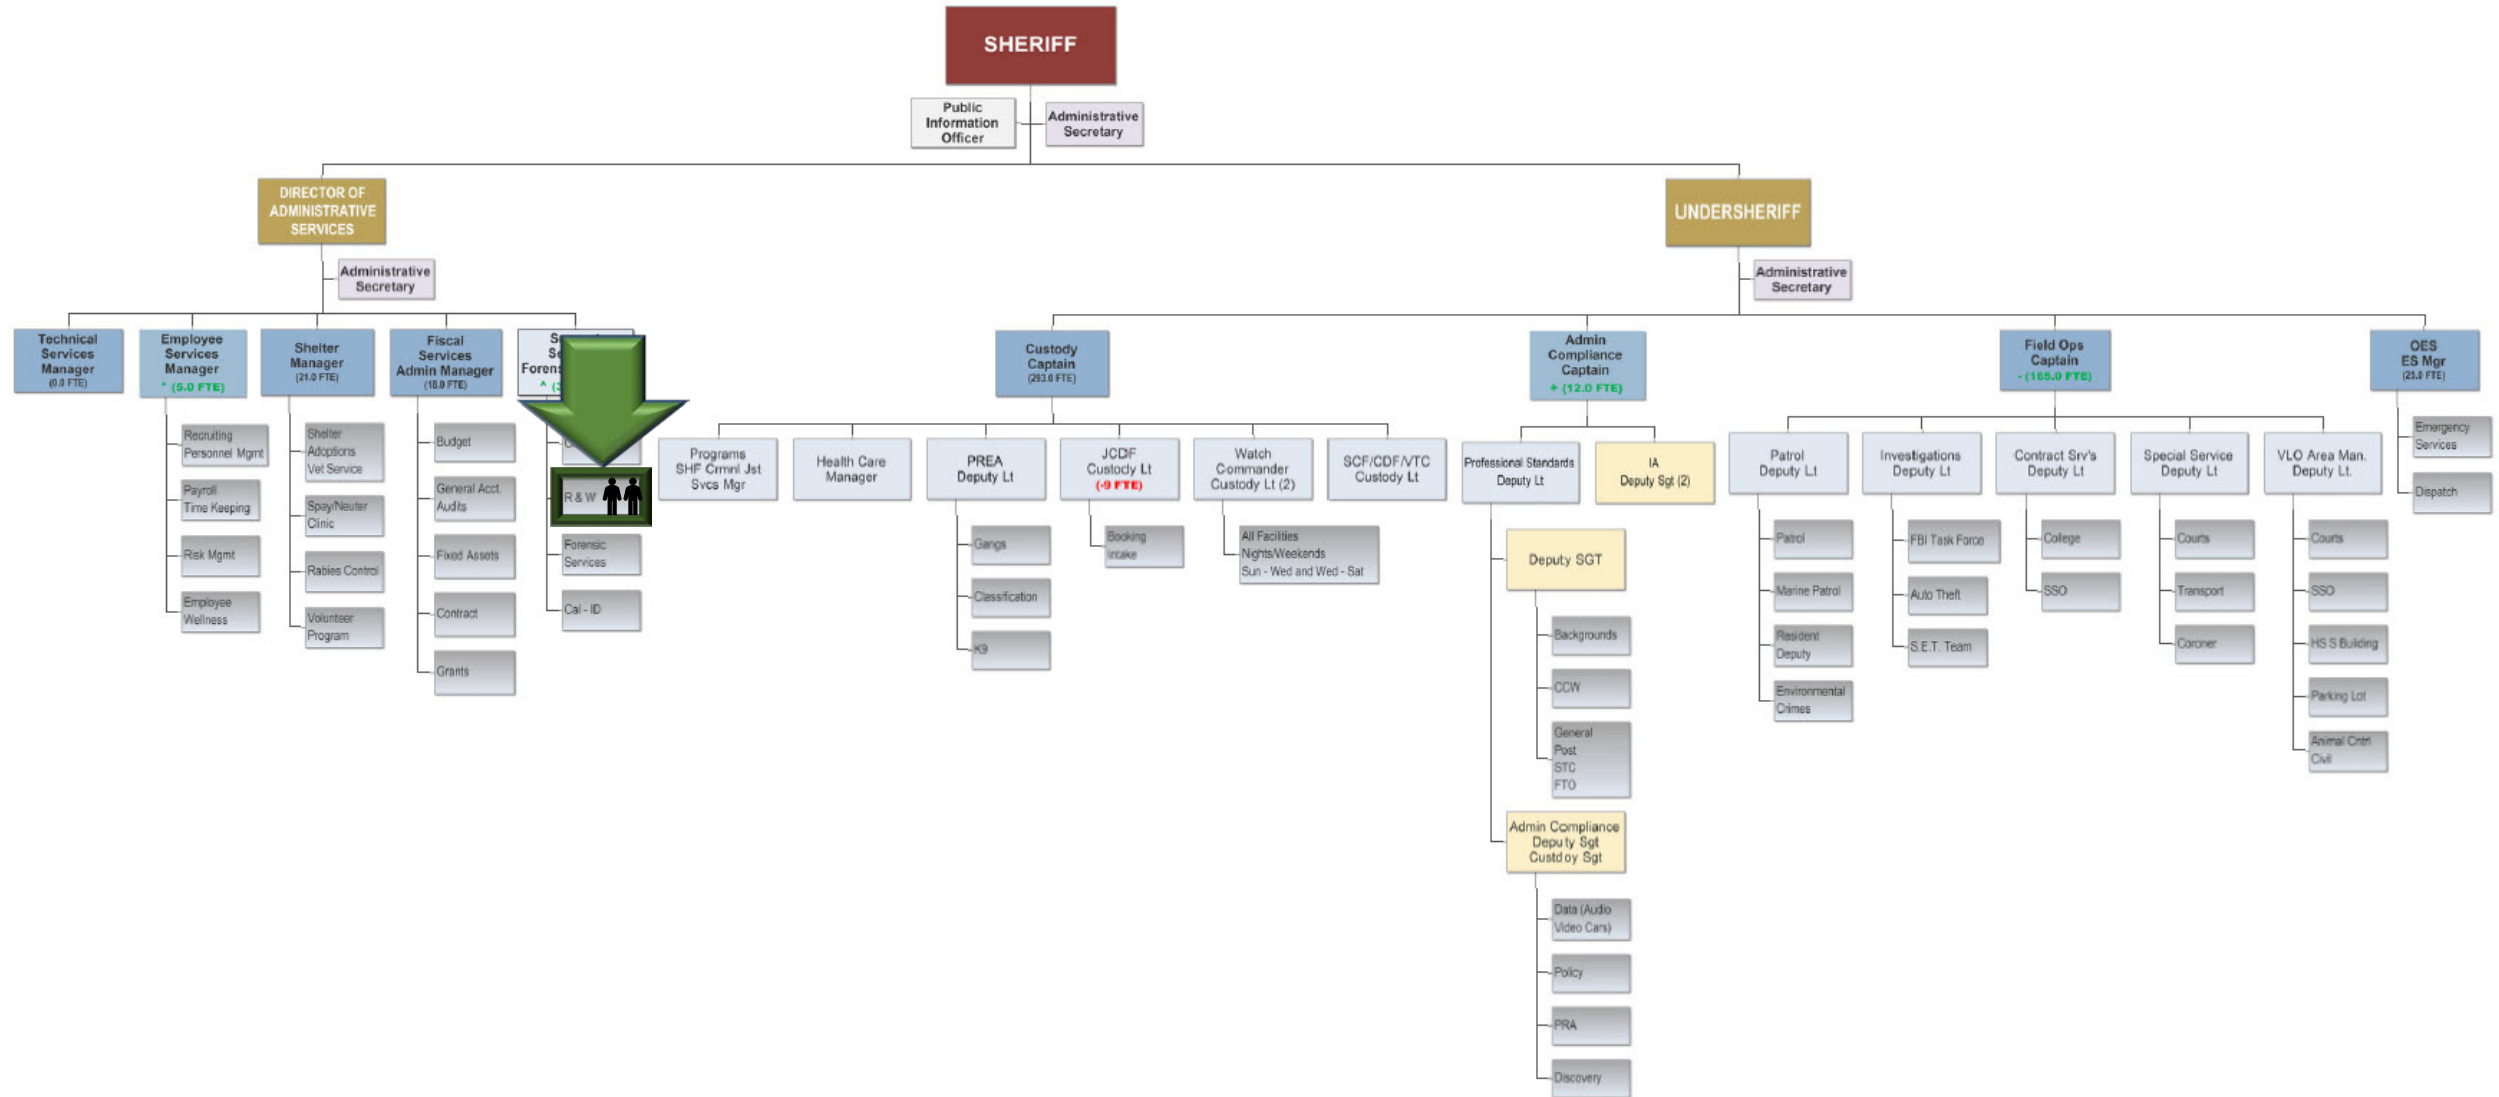 SHERIFF
Public
Information
Officer
Administrative
Secretary
DIRECTOR OF
ADMINISTRATIVE
SERVICES
UNDERSHERIFF
Administrative
Secretary
Administrative
Secretary
Technical
Services
Manager
(0.0 FTE)
Employee
Services
Manager
* (5.0 FTE)
Shelter
Manager
(21.0 FTE)
Fiscal
Services
Admin Manager
(18.0 FTE)
Custody
Captain
(293.0 FTE)
Admin
Compliance
Captain
+ (12.0 FTE)
Field Ops
Captain
- (165.0 FTE)
OES
ES Mgr
(25.0 FTE)
Recruiting
Personnel Mgmt
Payroll
Time Keeping
Risk Mgmt
Employee
Wellness
Shelter
Adoptions
Vet Service
Spay/Neuter
Clinic
Rabies Control
Volunteer
Program
Budget
General Acct.
Audits
Fixed Assets
Contract
Grants
R & W
Forensic
Services
Cal - ID
Programs
SHF Crmnl Jst
Svcs Mgr
Health Care
Manager
PREA
Deputy Lt
JCDF
Custody Lt
(-9 FTE)
Watch
Commander
Custody Lt (2)
SCF/CDF/VTC
Custody Lt
Gangs
Classification
K9
Booking
Intake
All Facilities
Nights/Weekends
Sun - Wed and Wed - Sat
Professional Standards
Deputy Lt
IA
Deputy Sgt (2)
Deputy SGT
Backgrounds
CCW
General
Post
STC
FTO
Admin Compliance
Deputy Sgt
Custdoy Sgt
Data (Audio
Video Cars)
Policy
PRA
Discovery
Patrol
Deputy Lt
Investigations
Deputy Lt
Contract Srv's
Deputy Lt
Special Service
Deputy Lt
VLO Area Man.
Deputy Lt.
Patrol
Marine Patrol
Resident
Deputy
Environmental
Crimes
FBI Task Force
Auto Theft
S.E.T. Team
College
SSO
Courts
Transport
Coroner
Courts
SSO
HS S Building
Parking Lot
Animal Cntrl
Civil
Emergency
Services
Dispatch